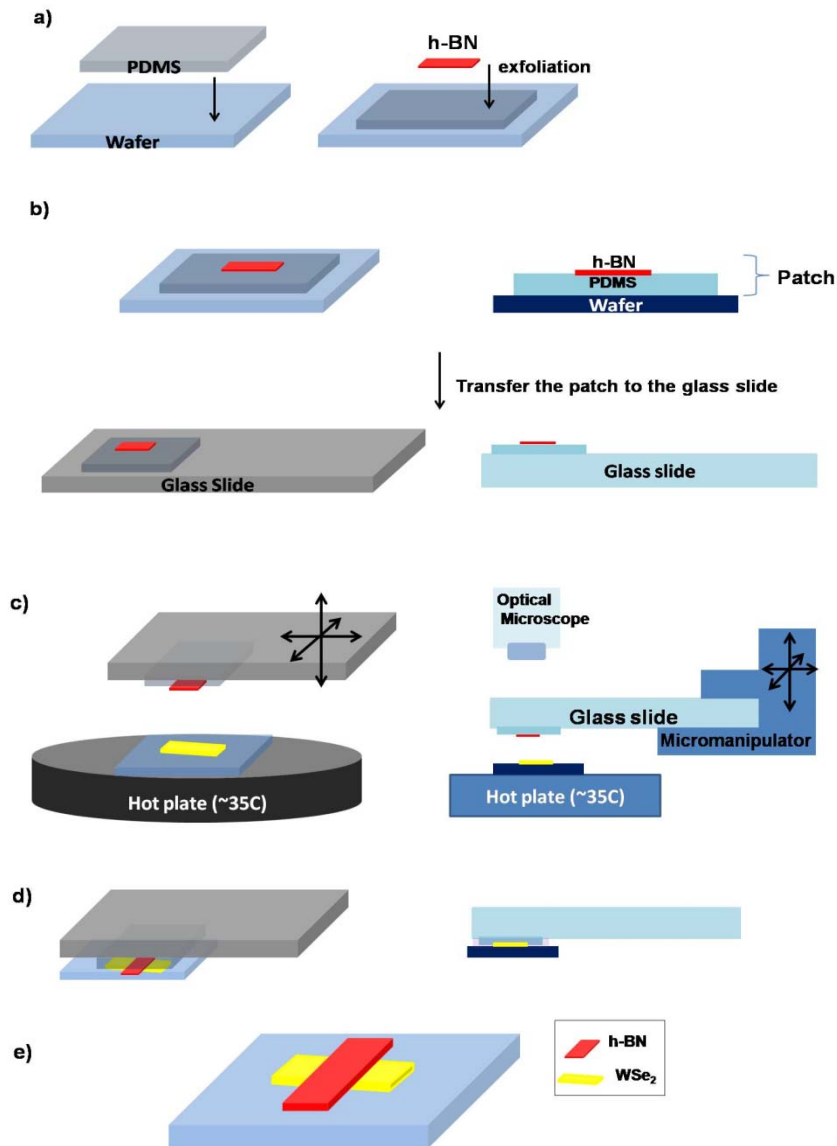 a)
PDMS
Wafer
h-BN
exfoliation
b)
h-BN
PDMS
Wafer
Patch
Transfer the patch to the glass slide
Glass Slide
Glass slide
c)
Hot plate (~35C)
Optical
Microscope
Glass slide
Micromanipulator
Hot plate (~35C)
d)
e)
h-BN
WSe₂